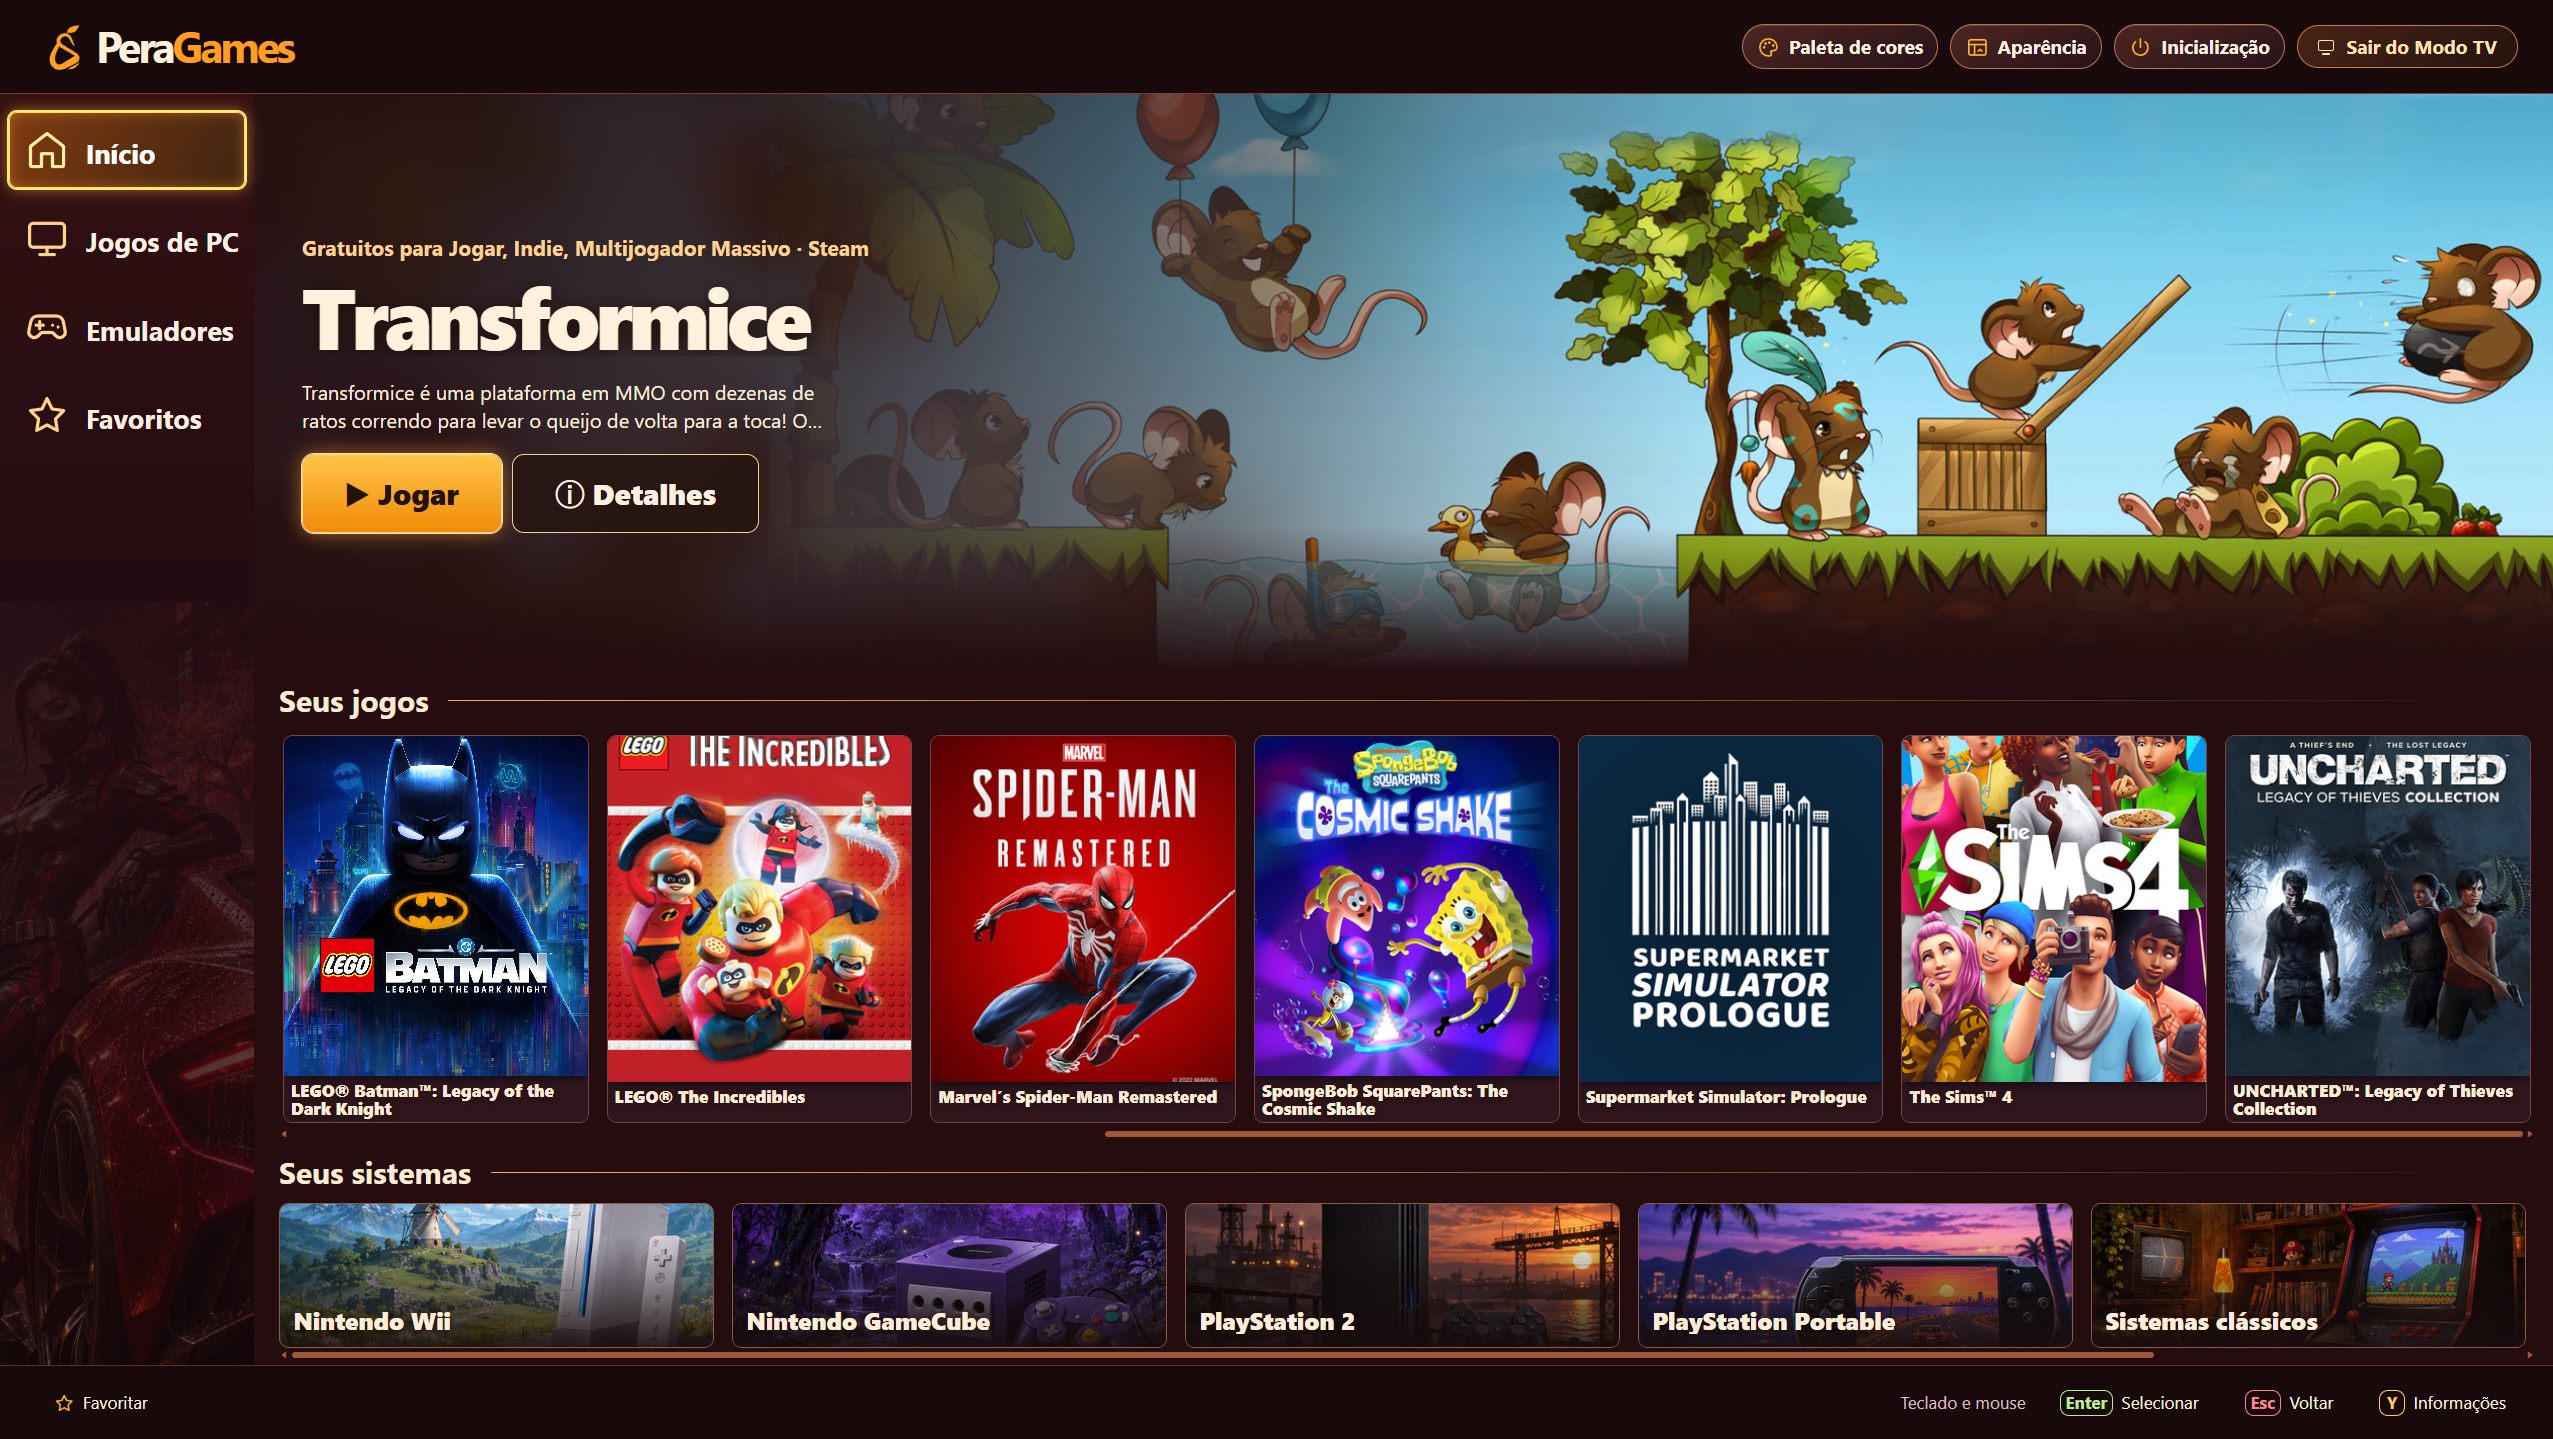 PeraGames
Paleta de cores
Aparência
Inicialização
Sair do Modo TV
Início
Jogos de PC
Emuladores
Favoritos
Gratuitos para Jogar, Indie, Multijogador Massivo · Steam
Transformice
Transformice é uma plataforma em MMO com dezenas de
ratos correndo para levar o queijo de volta para a toca! O...
Jogar
Detalhes
Seus jogos
LEGO
BATMAN
LEGACY OF THE DARK KNIGHT
LEGO® Batman™: Legacy of the
Dark Knight
LEGO
THE INCREDIBLES
LEGO® The Incredibles
MARVEL
SPIDER-MAN
REMASTERED
© 2022 MARVEL
Marvel´s Spider-Man Remastered
SpongeBob
SQUAREPANTS
The
COSMIC SHAKE
SpongeBob SquarePants: The
Cosmic Shake
SUPERMARKET
SIMULATOR
PROLOGUE
Supermarket Simulator: Prologue
The
SIMS 4
The Sims™ 4
A THIEF'S END · THE LOST LEGACY
UNCHARTED
LEGACY OF THIEVES COLLECTION
UNCHARTED™: Legacy of Thieves
Collection
Seus sistemas
Nintendo Wii
Nintendo GameCube
PlayStation 2
PlayStation Portable
Sistemas clássicos
Favoritar
Teclado e mouse
Enter Selecionar
Esc Voltar
Y Informações